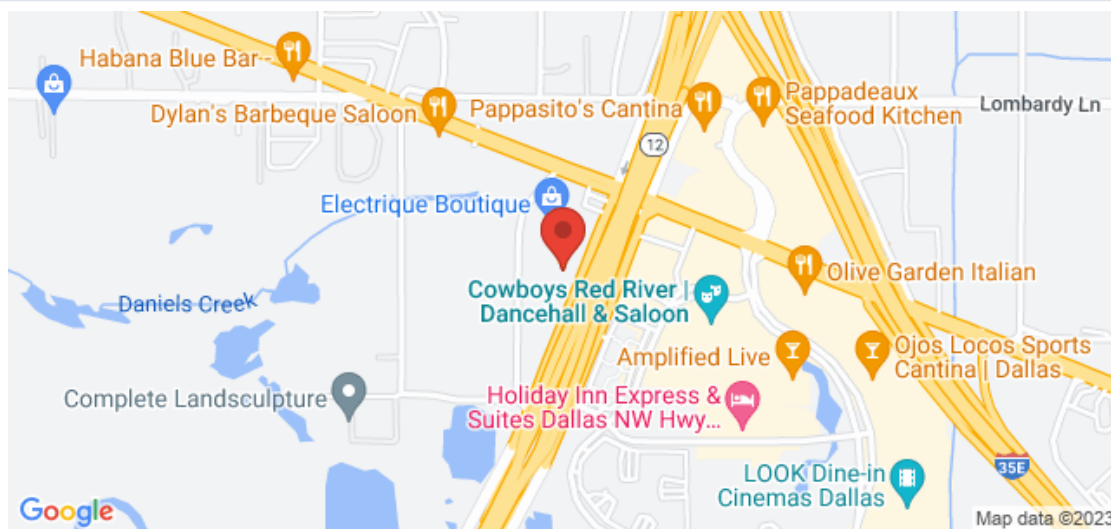 Habana Blue Bar
Dylan's Barbeque Saloon
Pappasito's Cantina
Pappadeaux
Seafood Kitchen
Lombardy Ln
12
Electrique Boutique
Olive Garden Italian
Cowboys Red River |
Dancehall & Saloon
Daniels Creek
Amplified Live
Ojos Locos Sports
Cantina | Dallas
Complete Landsculpture
Holiday Inn Express &
Suites Dallas NW Hwy...
35E
LOOK Dine-in
Cinemas Dallas
Google
Map data ©2023